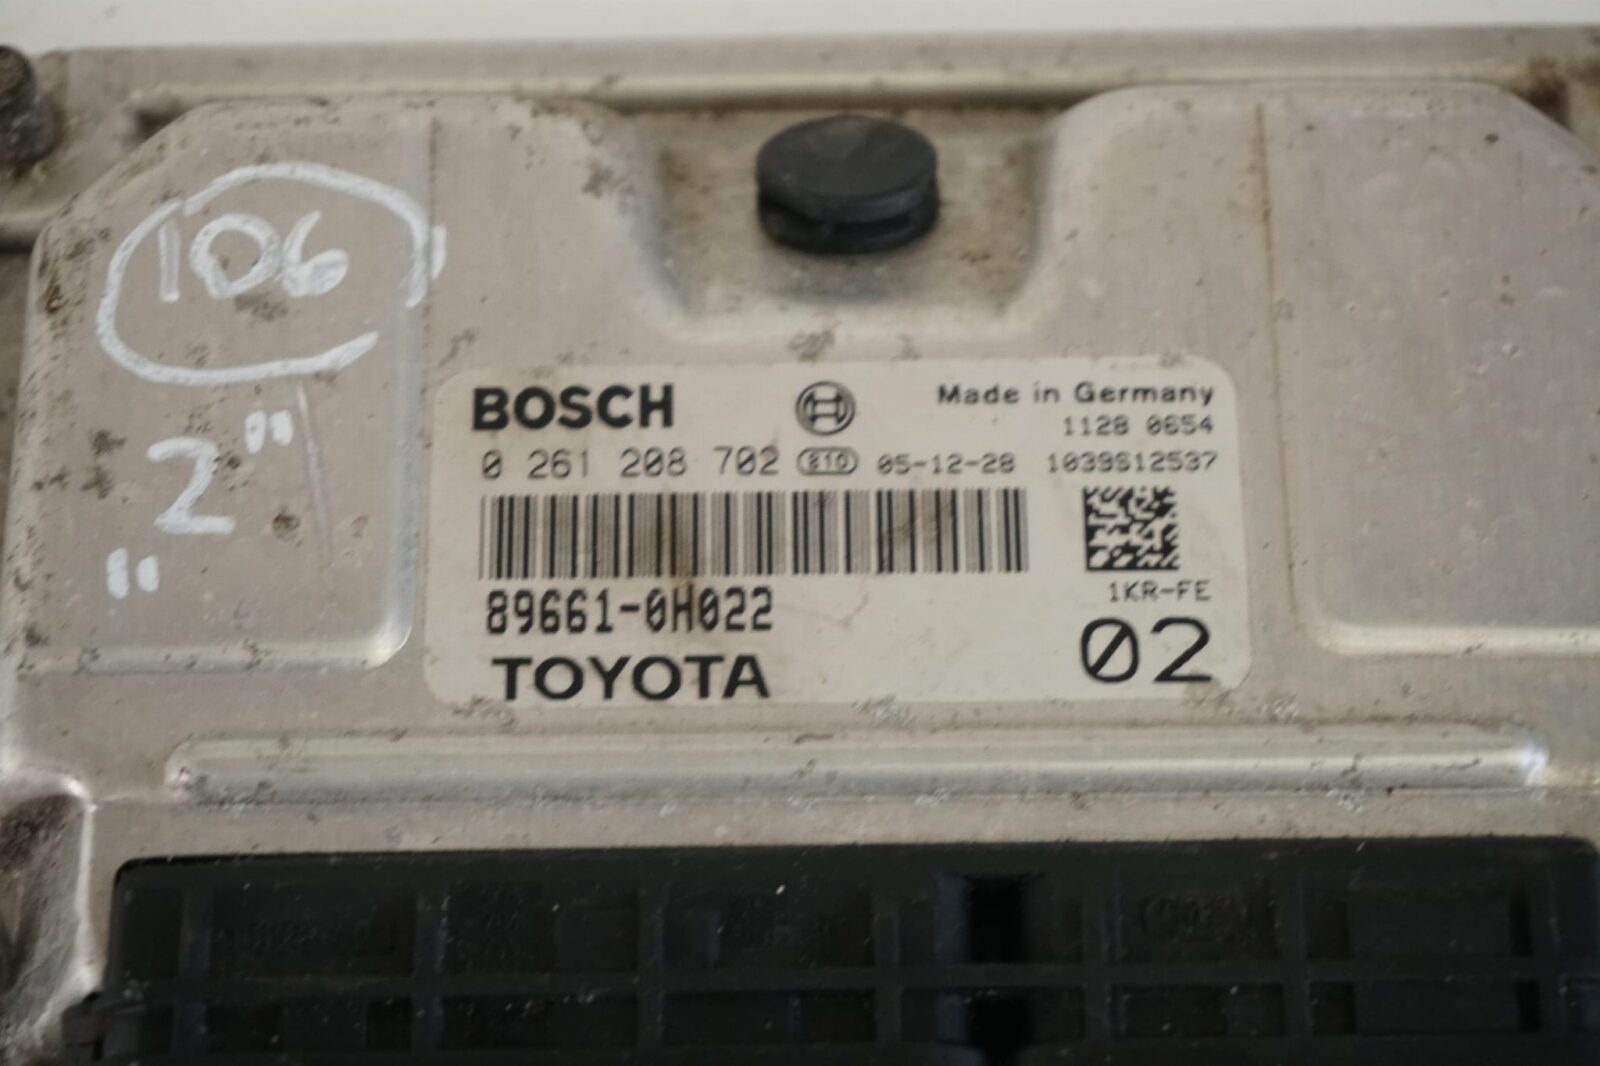 106
"2"
BOSCH
Made in Germany
1128 0654
0 261 208 702 810 05-12-28 1039S12537
1KR-FE
89661-0H022
02
TOYOTA